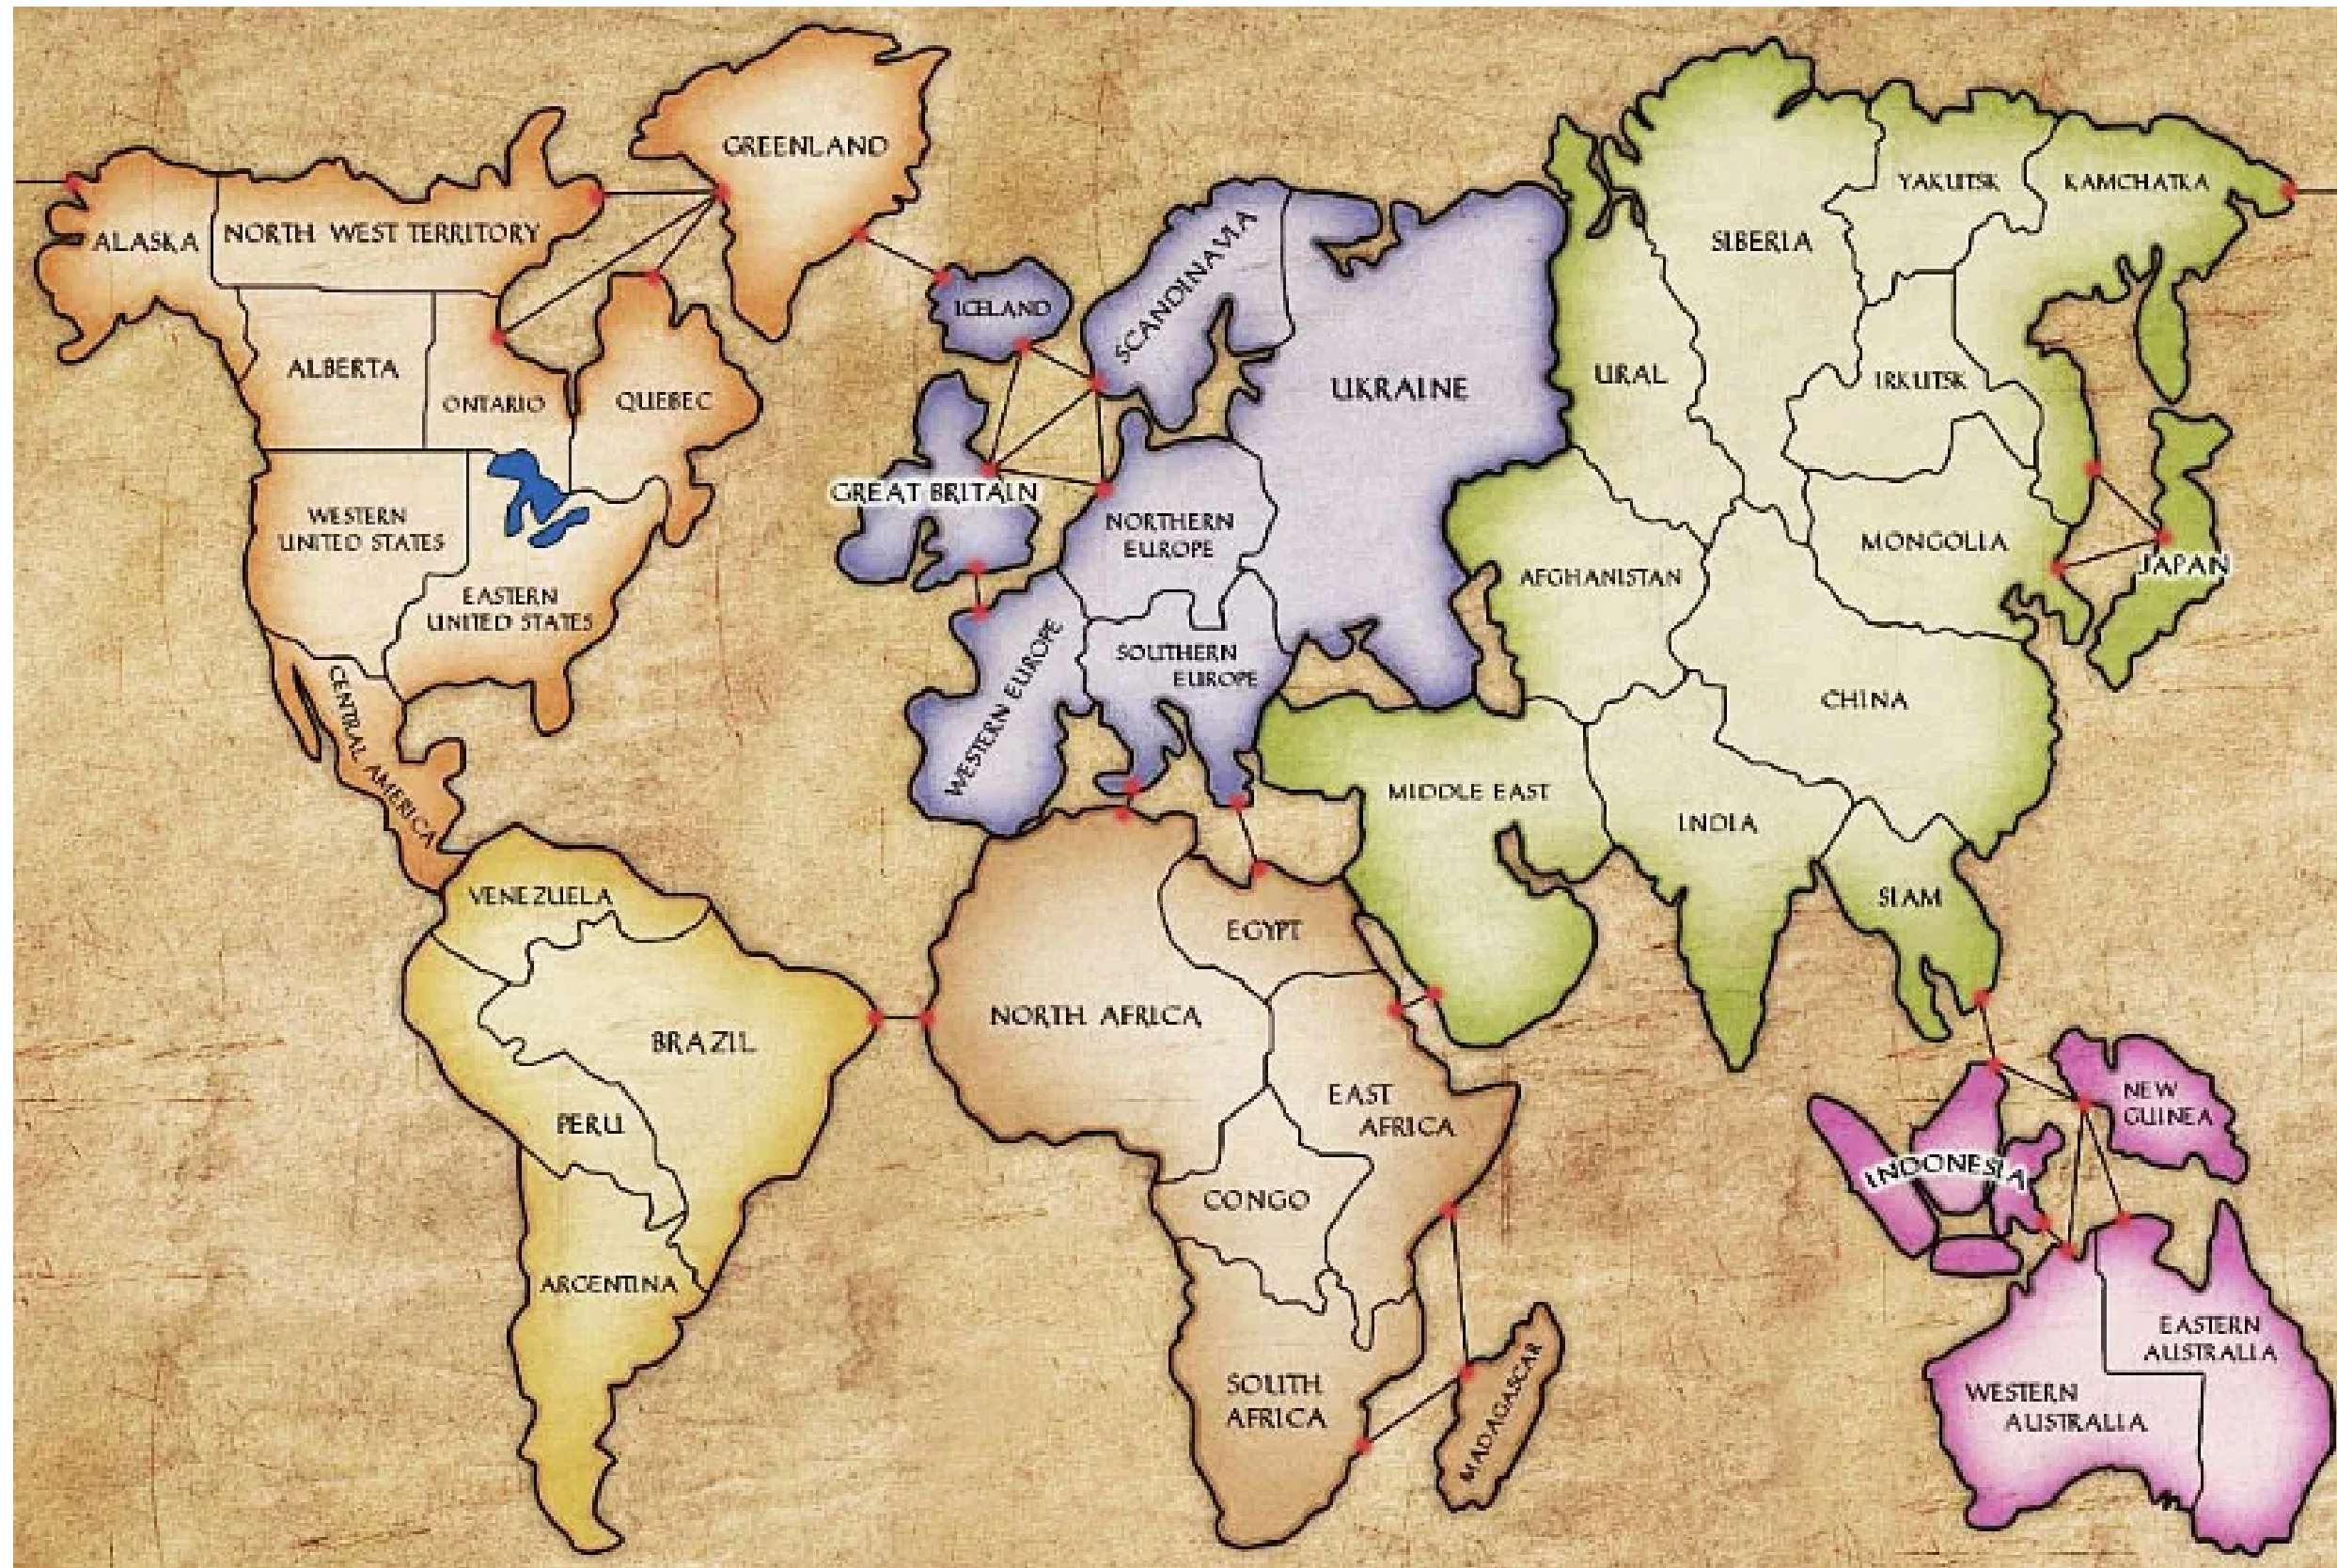 GREENLAND
ALASKA
NORTH WEST TERRITORY
ALBERTA
ONTARIO
QUEBEC
WESTERN
UNITED STATES
EASTERN
UNITED STATES
CENTRAL AMERICA
VENEZUELA
BRAZIL
PERU
ARGENTINA
ICELAND
SCANDINAVIA
UKRAINE
GREAT BRITAIN
NORTHERN
EUROPE
SOUTHERN
EUROPE
WESTERN EUROPE
NORTH AFRICA
EGYPT
EAST
AFRICA
CONGO
SOUTH
AFRICA
MADAGASCAR
YAKUTSK
KAMCHATKA
SIBERIA
URAL
IRKUTSK
MONGOLIA
JAPAN
AFGHANISTAN
CHINA
MIDDLE EAST
INDIA
SIAM
NEW
GUINEA
INDONESIA
EASTERN
AUSTRALIA
WESTERN
AUSTRALIA